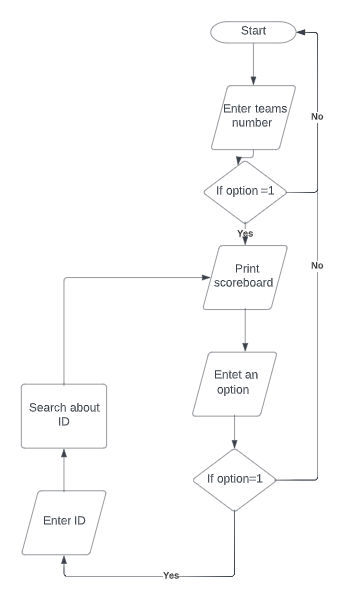 Start
Enter teams
number
No
If option =1
Yes
Print
scoreboard
No
Entet an
option
Search about
ID
If option=1
Enter ID
Yes